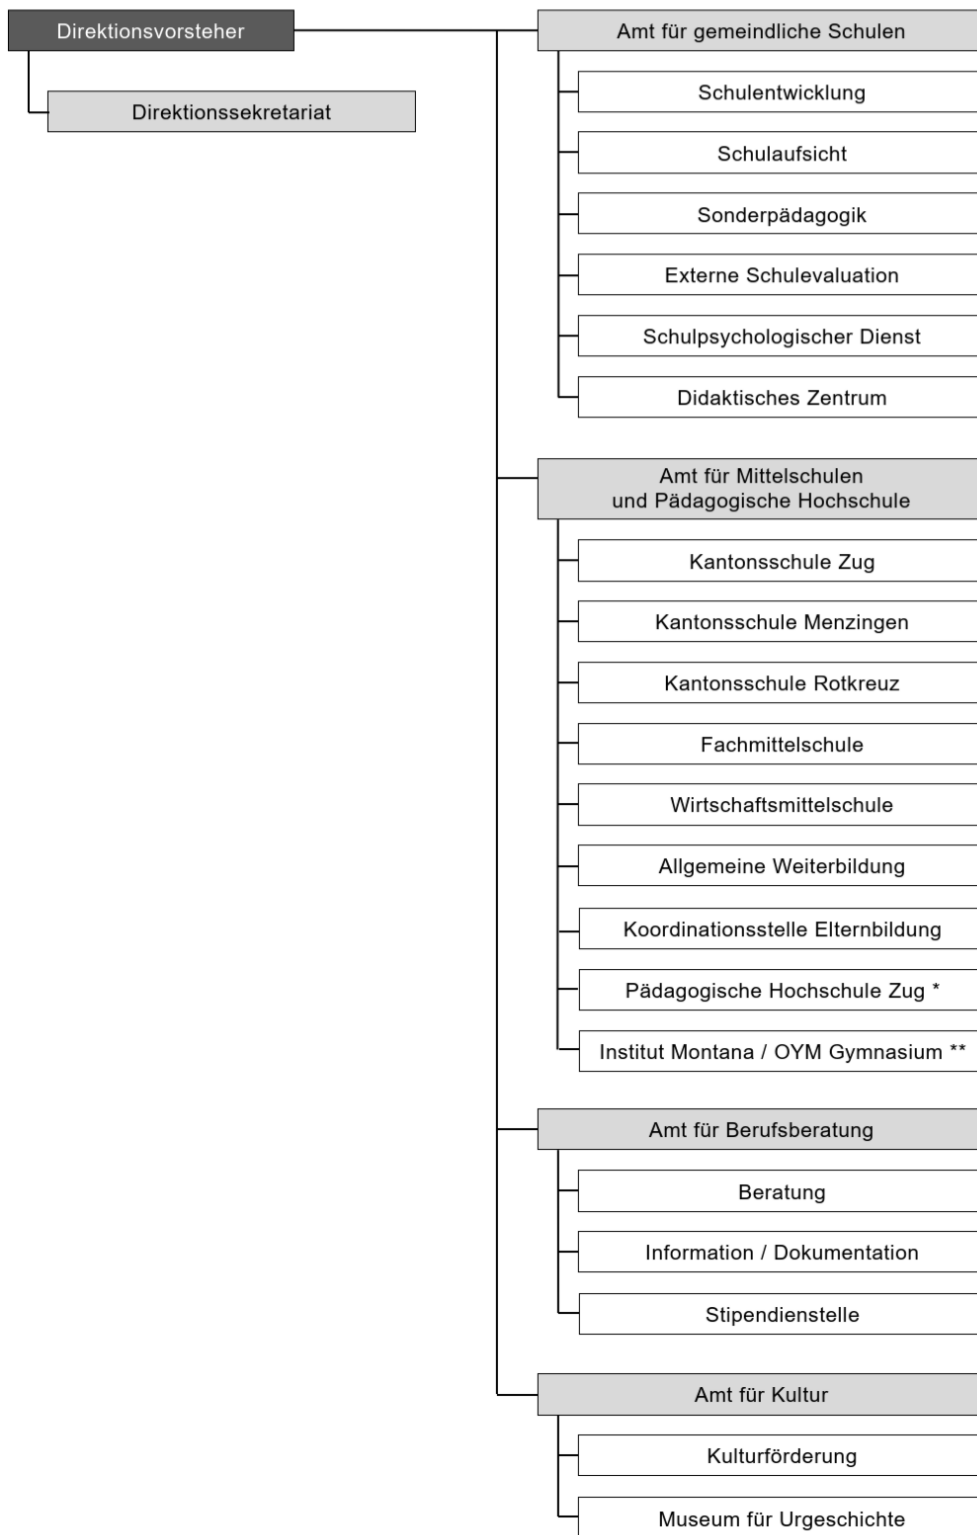 Direktionsvorsteher
Direktionssekretariat
Amt für gemeindliche Schulen
Schulentwicklung
Schulaufsicht
Sonderpädagogik
Externe Schulevaluation
Schulpsychologischer Dienst
Didaktisches Zentrum
Amt für Mittelschulen
und Pädagogische Hochschule
Kantonsschule Zug
Kantonsschule Menzingen
Kantonsschule Rotkreuz
Fachmittelschule
Wirtschaftsmittelschule
Allgemeine Weiterbildung
Koordinationsstelle Elternbildung
Pädagogische Hochschule Zug *
Institut Montana / OYM Gymnasium **
Amt für Berufsberatung
Beratung
Information / Dokumentation
Stipendienstelle
Amt für Kultur
Kulturförderung
Museum für Urgeschichte